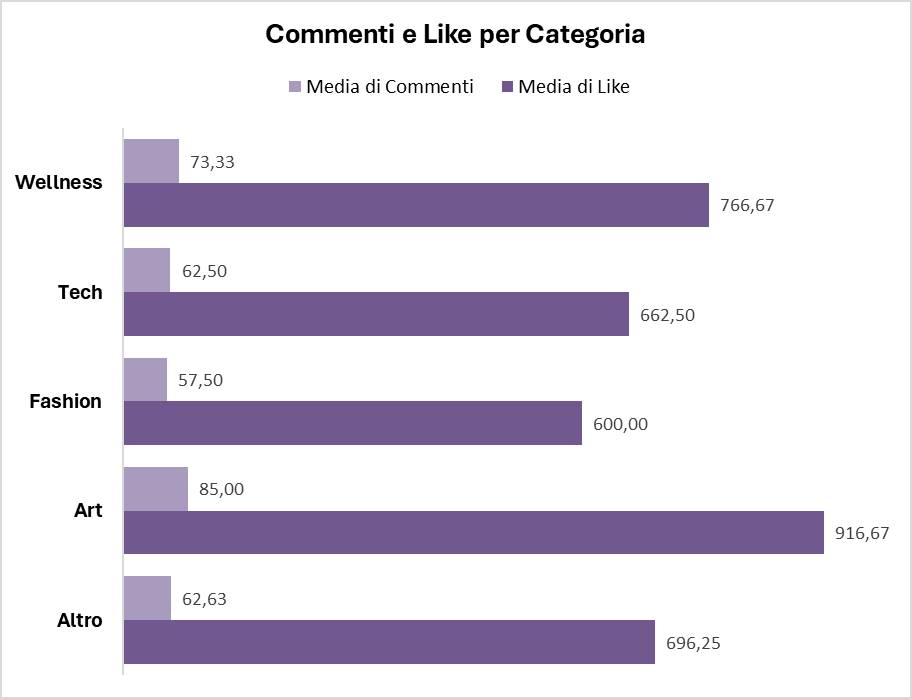 Commenti e Like per Categoria
Media di Commenti Media di Like
Wellness 73,33
766,67
Tech 62,50
662,50
Fashion 57,50
600,00
Art 85,00
916,67
Altro 62,63
696,25